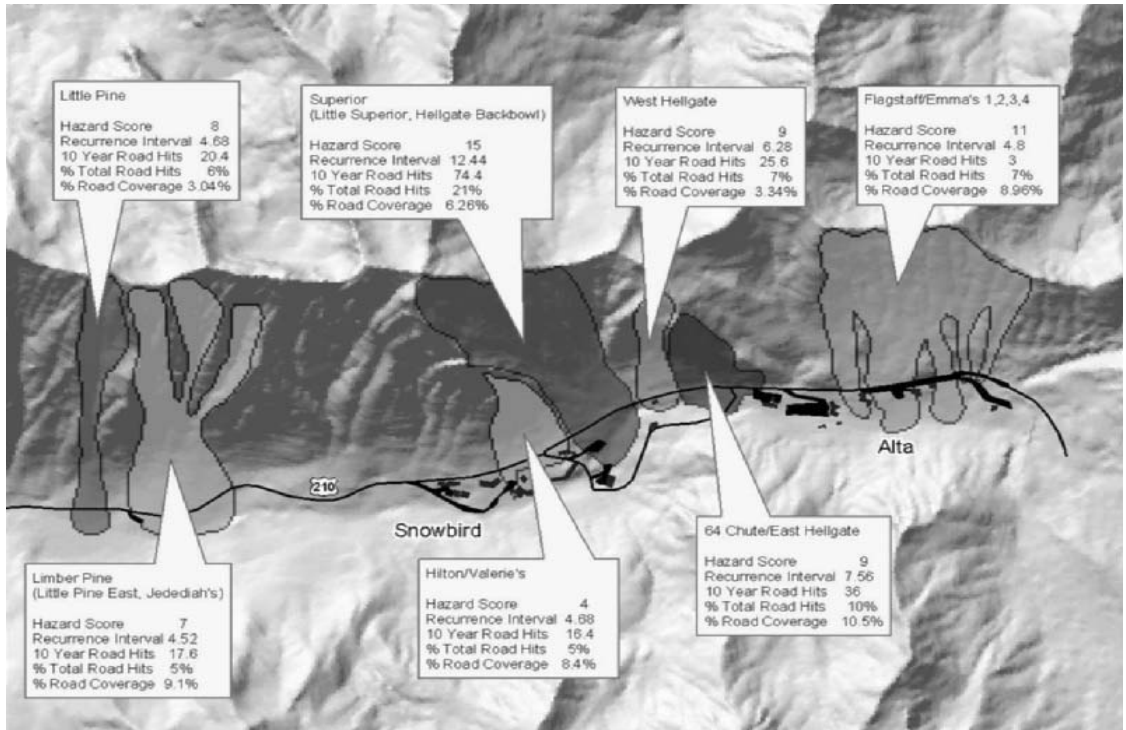 Little Pine
Hazard Score 8
Recurrence Interval 4.68
10 Year Road Hits 20.4
% Total Road Hits 6%
% Road Coverage 3.04%
Superior
(Little Superior, Hellgate Backbowl)
Hazard Score 15
Recurrence Interval 12.44
10 Year Road Hits 74.4
% Total Road Hits 21%
% Road Coverage 6.26%
West Hellgate
Hazard Score 9
Recurrence Interval 6.28
10 Year Road Hits 25.6
% Total Road Hits 7%
% Road Coverage 3.34%
Flagstaff/Emma's 1,2,3,4
Hazard Score 11
Recurrence Interval 4.8
10 Year Road Hits 3
% Total Road Hits 7%
% Road Coverage 8.96%
Alta
210
Snowbird
Limber Pine
(Little Pine East, Jedediah's)
Hazard Score 7
Recurrence Interval 4.52
10 Year Road Hits 17.6
% Total Road Hits 5%
% Road Coverage 9.1%
Hilton/Valerie's
Hazard Score 4
Recurrence Interval 4.68
10 Year Road Hits 16.4
% Total Road Hits 5%
% Road Coverage 8.4%
64 Chute/East Hellgate
Hazard Score 9
Recurrence Interval 7.56
10 Year Road Hits 36
% Total Road Hits 10%
% Road Coverage 10.5%